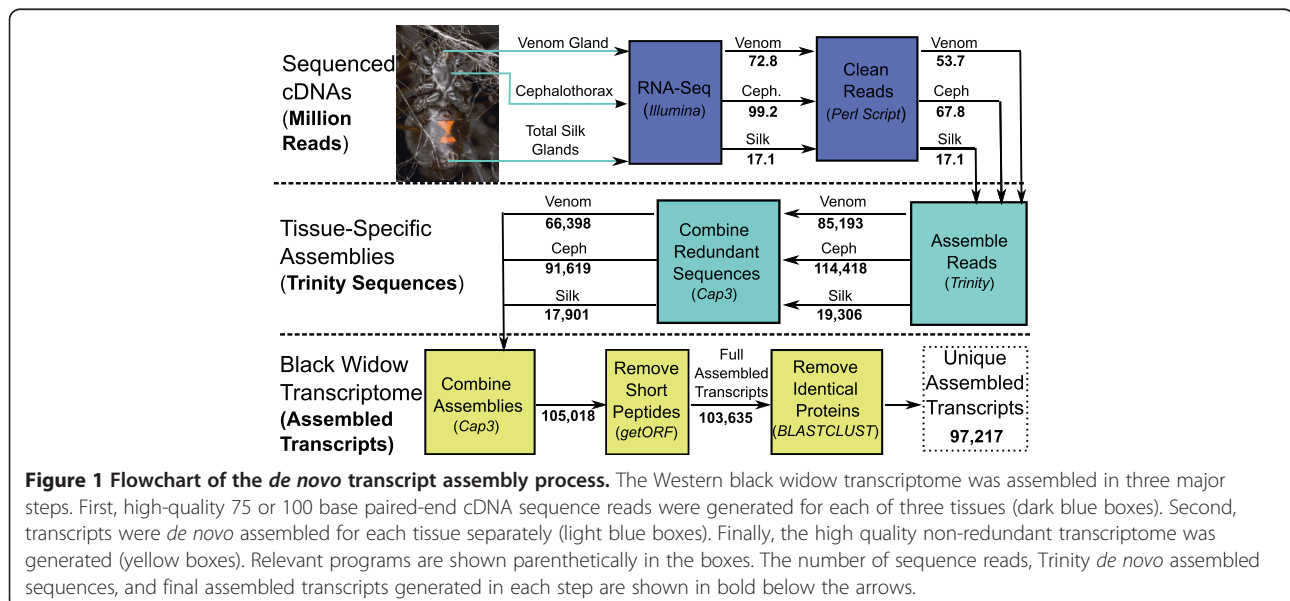 Sequenced
cDNAs
(Million
Reads)
Venom Gland
Cephalothorax
Total Silk
Glands
RNA-Seq
(Illumina)
Venom
72.8
Ceph.
99.2
Silk
17.1
Clean
Reads
(Perl Script)
Venom
53.7
Ceph
67.8
Silk
17.1
Tissue-Specific
Assemblies
(Trinity Sequences)
Venom
66,398
Ceph
91,619
Silk
17,901
Combine
Redundant
Sequences
(Cap3)
Venom
85,193
Ceph
114,418
Silk
19,306
Assemble
Reads
(Trinity)
Black Widow
Transcriptome
(Assembled
Transcripts)
Combine
Assemblies
(Cap3)
105,018
Remove
Short
Peptides
(getORF)
Full
Assembled
Transcripts
103,635
Remove
Identical
Proteins
(BLASTCLUST)
Unique
Assembled
Transcripts
97,217
Figure 1 Flowchart of the de novo transcript assembly process. The Western black widow transcriptome was assembled in three major
steps. First, high-quality 75 or 100 base paired-end cDNA sequence reads were generated for each of three tissues (dark blue boxes). Second,
transcripts were de novo assembled for each tissue separately (light blue boxes). Finally, the high quality non-redundant transcriptome was
generated (yellow boxes). Relevant programs are shown parenthetically in the boxes. The number of sequence reads, Trinity de novo assembled
sequences, and final assembled transcripts generated in each step are shown in bold below the arrows.